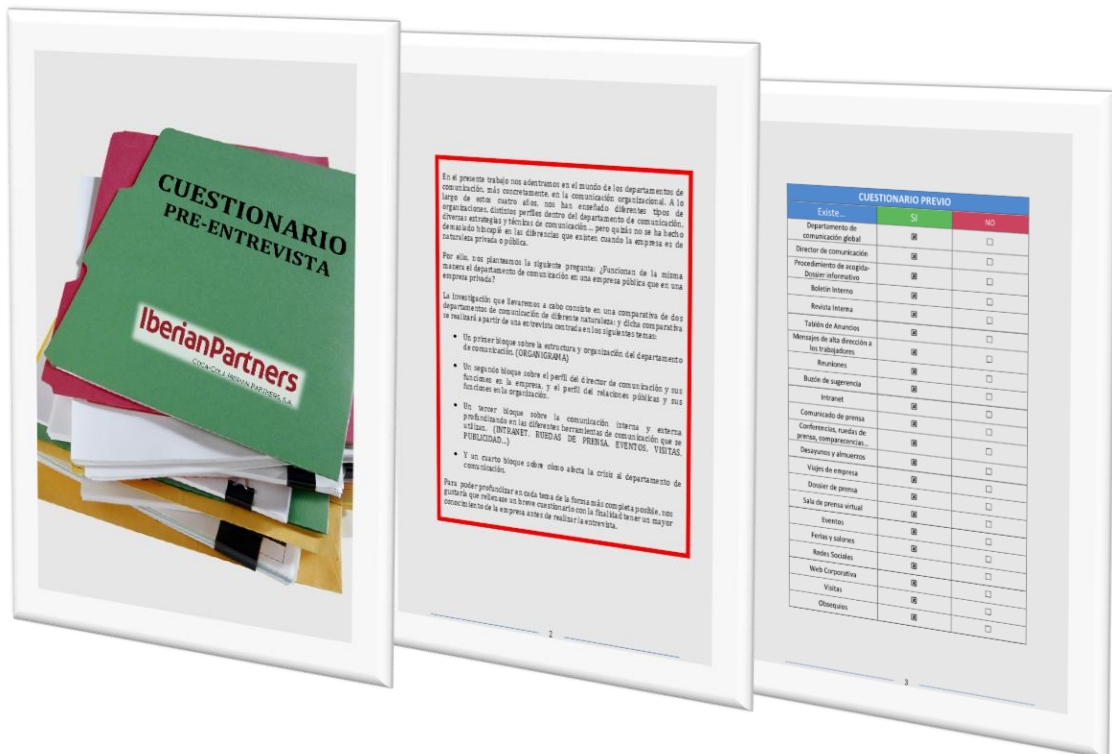 CUESTIONARIO
PRE-ENTREVISTA
IberianPartners
COCA-COLA IBERIAN PARTNERS, S.A.
En el presente trabajo nos adentramos en el mundo de los departamentos de
comunicación, más concretamente, en la comunicación organizacional. A lo
largo de estos cuatro años, nos han enseñado diferentes tipos de
organizaciones, distintos perfiles dentro del departamento de comunicación,
diversas estrategias y técnicas de comunicación... pero quizás no se ha hecho
demasiado hincapié en las diferencias que existen cuando la empresa es de
naturaleza privada o pública.
Por ello, nos planteamos la siguiente pregunta: ¿Funcionan de la misma
manera el departamento de comunicación en una empresa pública que en una
empresa privada?
La investigación que llevaremos a cabo consiste en una comparativa de dos
departamentos de comunicación de diferente naturaleza; y dicha comparativa
se realizará a partir de una entrevista centrada en los siguientes temas:
• Un primer bloque sobre la estructura y organización del departamento
de comunicación. (ORGANIGRAMA)
• Un segundo bloque sobre el perfil del director de comunicación y sus
funciones en la empresa, y el perfil del relaciones públicas y sus
funciones en la organización.
• Un tercer bloque sobre la comunicación interna y externa
profundizando en las diferentes herramientas de comunicación que se
utilizan. (INTRANET, RUEDAS DE PRENSA, EVENTOS, VISITAS,
PUBLICIDAD...)
• Y un cuarto bloque sobre cómo afecta la crisis al departamento de
comunicación.
Para poder profundizar en cada tema de la forma más completa posible, nos
gustaría que rellenase un breve cuestionario con la finalidad tener un mayor
conocimiento de la empresa antes de realizar la entrevista.
2
CUESTIONARIO PREVIO
Existe... SI NO
Departamento de
comunicación global ☒ ☐
Director de comunicación ☒ ☐
Procedimiento de acogida-
Dossier informativo ☒ ☐
Boletín Interno ☒ ☐
Revista Interna ☒ ☐
Tablón de Anuncios ☒ ☐
Mensajes de alta dirección a
los trabajadores ☒ ☐
Reuniones ☒ ☐
Buzón de sugerencia ☒ ☐
Intranet ☒ ☐
Comunicado de prensa ☒ ☐
Conferencias, ruedas de
prensa, comparecencias... ☒ ☐
Desayunos y almuerzos ☒ ☐
Viajes de empresa ☒ ☐
Dossier de prensa ☒ ☐
Sala de prensa virtual ☒ ☐
Eventos ☒ ☐
Ferias y salones ☒ ☐
Redes Sociales ☒ ☐
Web Corporativa ☒ ☐
Visitas ☒ ☐
Obsequios ☒ ☐
3